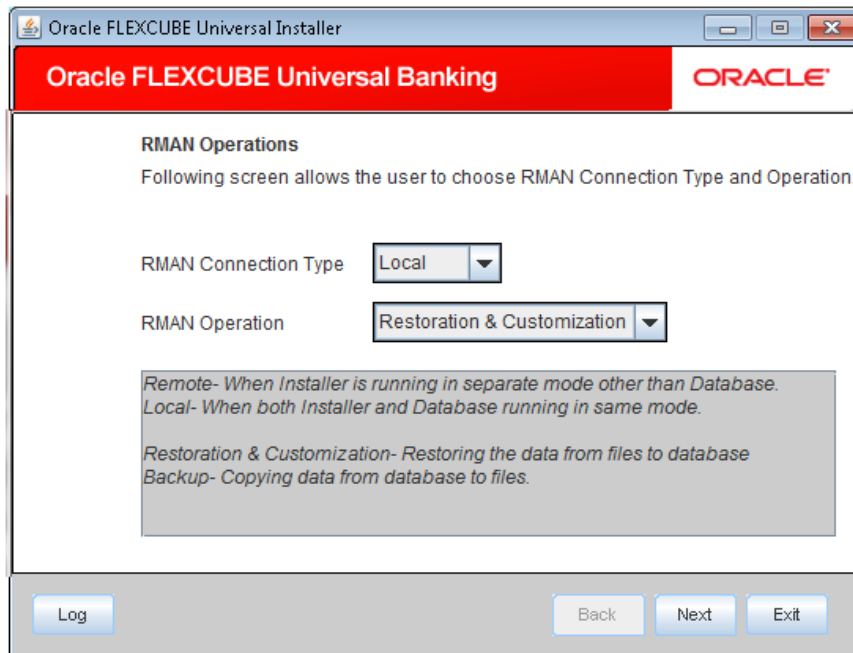 Oracle FLEXCUBE Universal Installer
Oracle FLEXCUBE Universal Banking
ORACLE®
RMAN Operations
Following screen allows the user to choose RMAN Connection Type and Operation
RMAN Connection Type
Local
RMAN Operation
Restoration & Customization
Remote- When Installer is running in separate mode other than Database.
Local- When both Installer and Database running in same mode.
Restoration & Customization- Restoring the data from files to database
Backup- Copying data from database to files.
Log
Back
Next
Exit